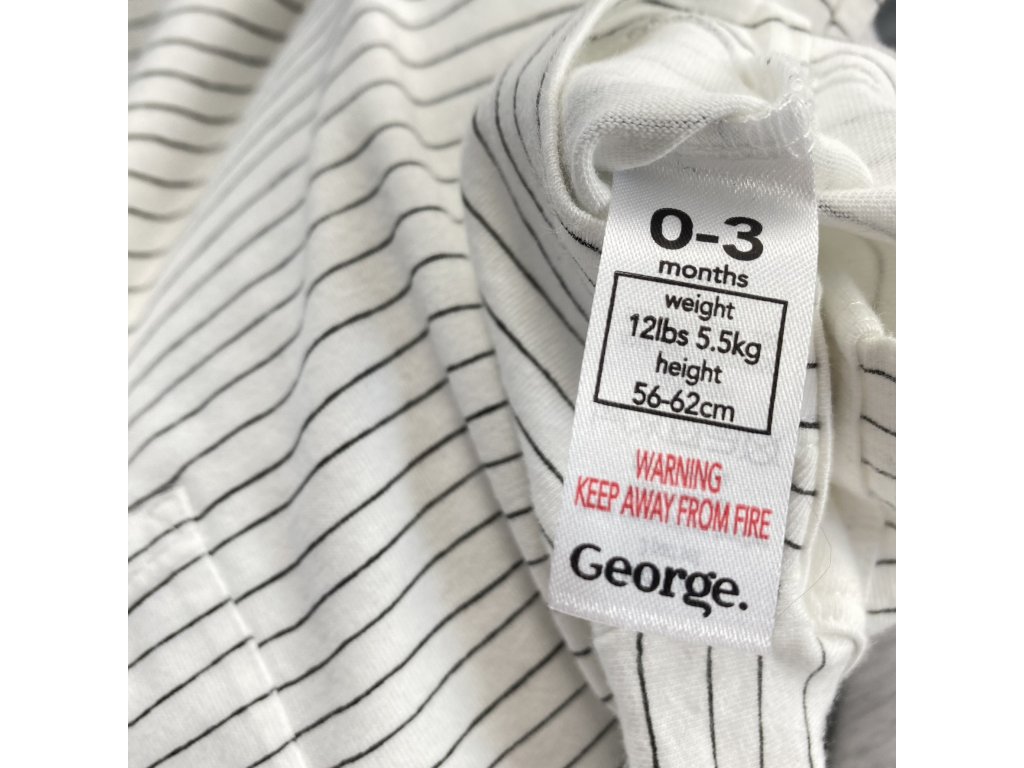 0-3
months
weight
12lbs 5.5kg
height
56-62cm
WARNING
KEEP AWAY FROM FIRE
George.